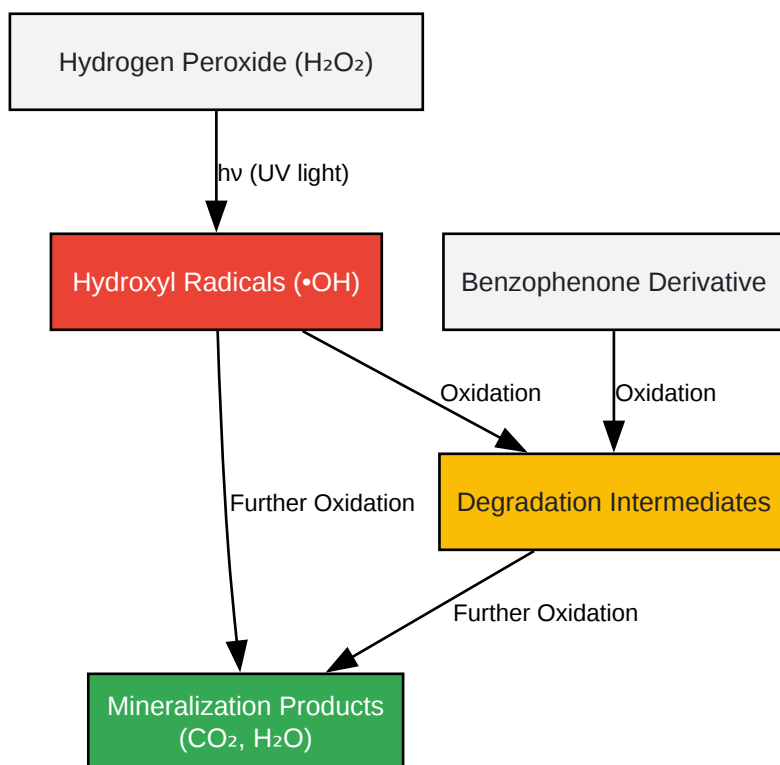 Hydrogen Peroxide (H₂O₂)
hν (UV light)
Hydroxyl Radicals (•OH)
Benzophenone Derivative
Oxidation
Oxidation
Degradation Intermediates
Further Oxidation
Further Oxidation
Mineralization Products
(CO₂, H₂O)